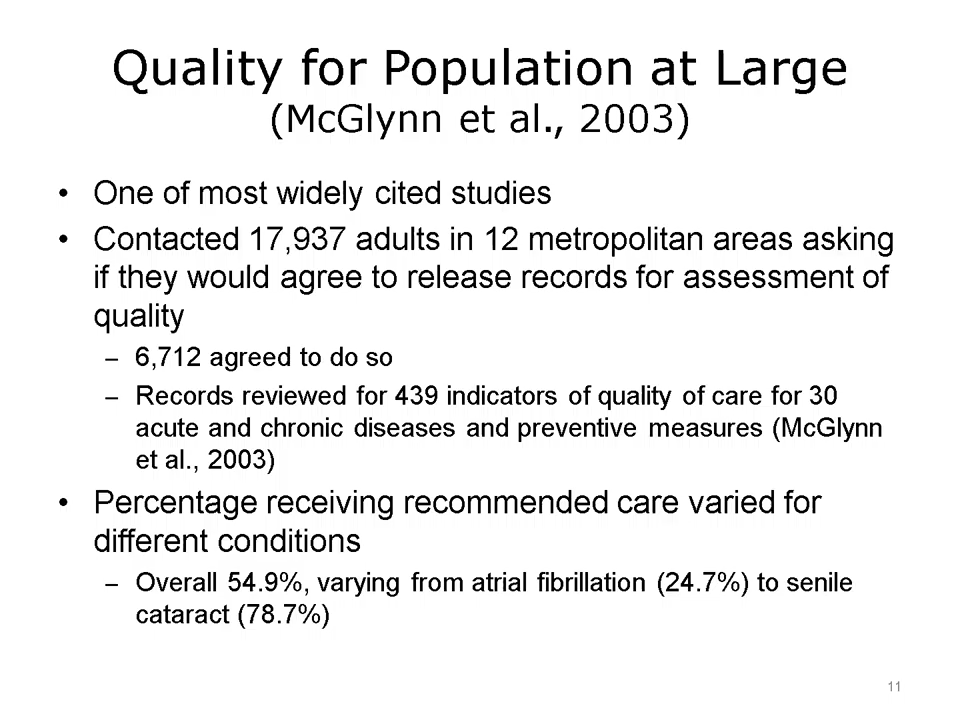 Quality for Population at Large
(McGlynn et al., 2003)
• One of most widely cited studies
• Contacted 17,937 adults in 12 metropolitan areas asking
if they would agree to release records for assessment of
quality
– 6,712 agreed to do so
– Records reviewed for 439 indicators of quality of care for 30
acute and chronic diseases and preventive measures (McGlynn
et al., 2003)
• Percentage receiving recommended care varied for
different conditions
– Overall 54.9%, varying from atrial fibrillation (24.7%) to senile
cataract (78.7%)
11